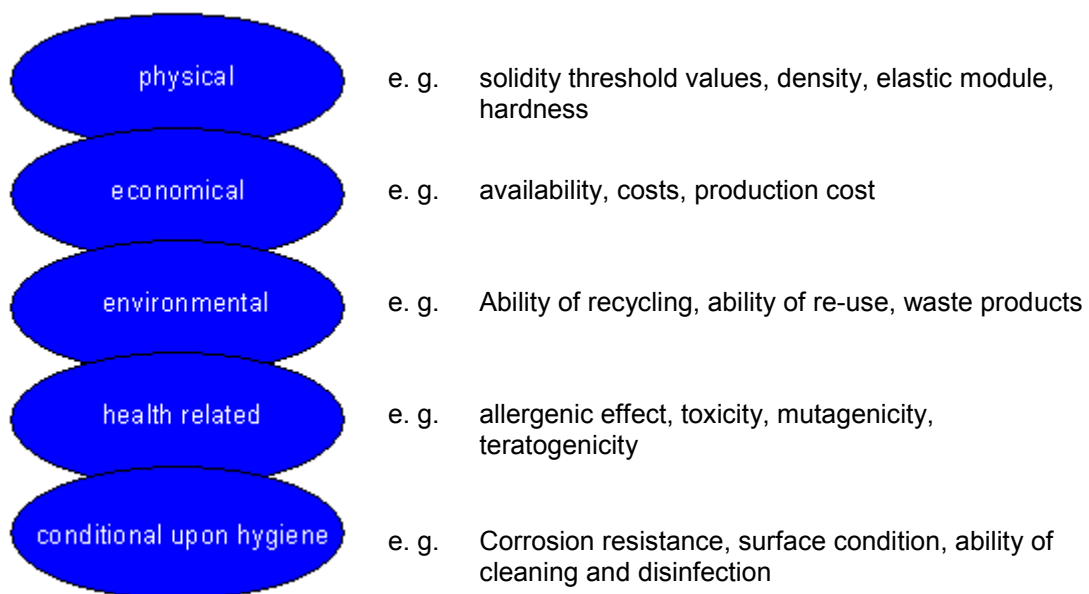 physical
e. g. solidity threshold values, density, elastic module,
hardness
economical
e. g. availability, costs, production cost
environmental
e. g. Ability of recycling, ability of re-use, waste products
health related
e. g. allergenic effect, toxicity, mutagenicity,
teratogenicity
conditional upon hygiene
e. g. Corrosion resistance, surface condition, ability of
cleaning and disinfection